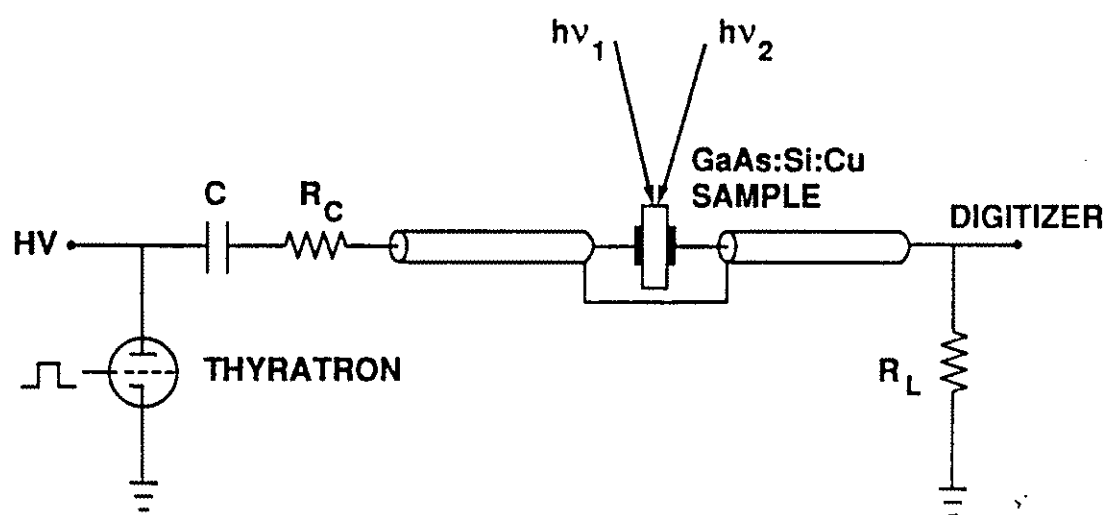 hν1 hν2
GaAs:Si:Cu
SAMPLE
C
RC
DIGITIZER
HV
THYRATRON
RL